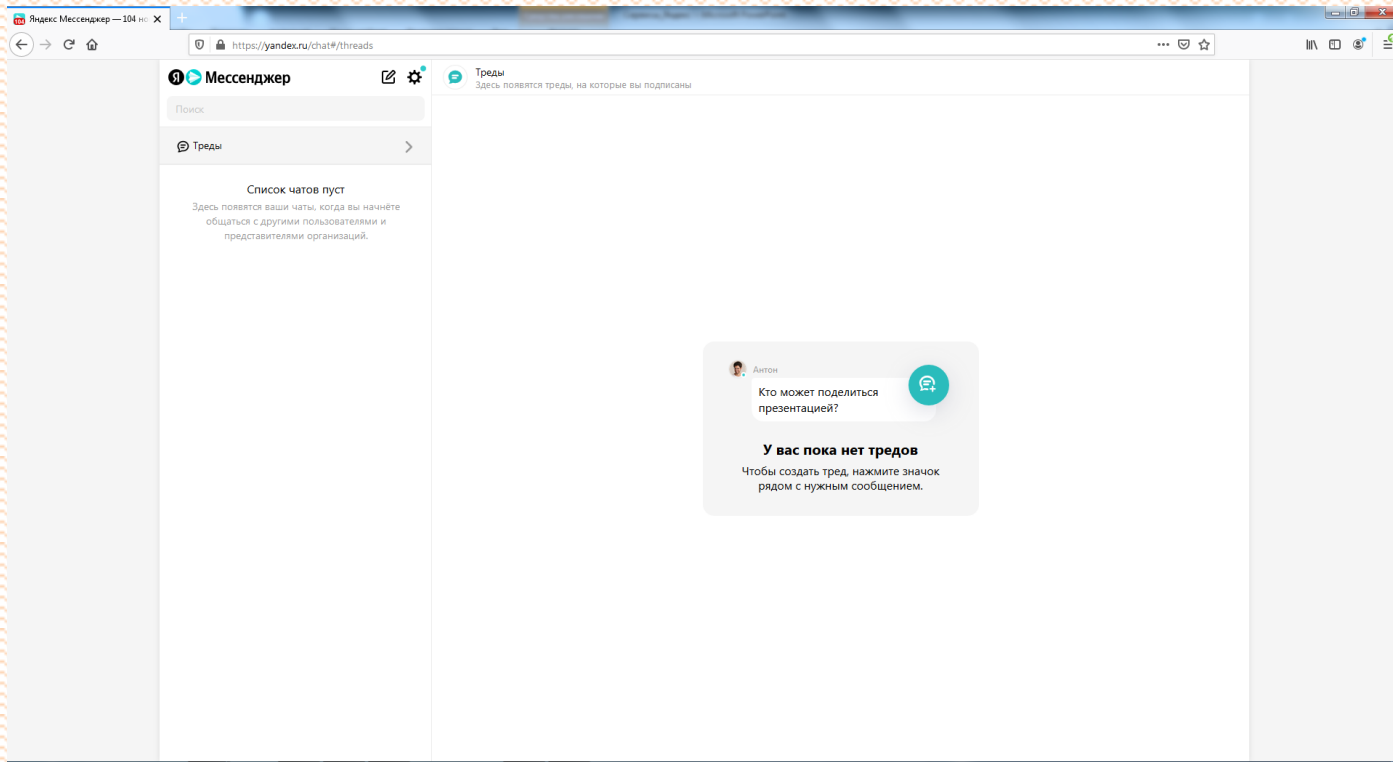 Яндекс Мессенджер — 104 но
https://yandex.ru/chat#/threads
Я Мессенджер
Поиск
Треды
Список чатов пуст
Здесь появятся ваши чаты, когда вы начнёте
общаться с другими пользователями и
представителями организаций.
Треды
Здесь появятся треды, на которые вы подписаны
Антон
Кто может поделиться
презентацией?
У вас пока нет тредов
Чтобы создать тред, нажмите значок
рядом с нужным сообщением.